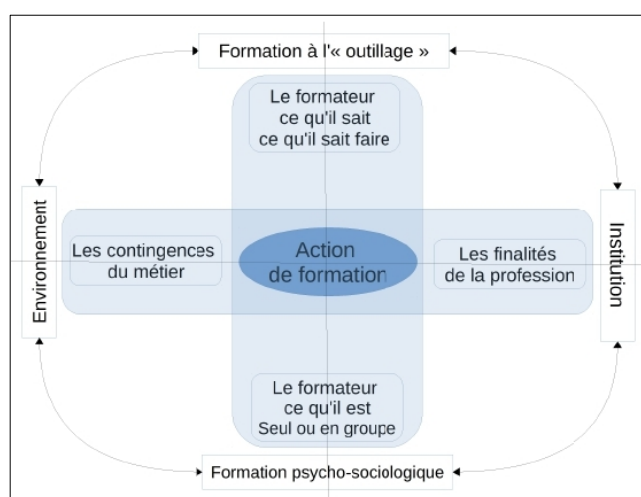 Formation à l'« outillage »
Le formateur
ce qu'il sait
ce qu'il sait faire
Environnement
Les contingences
du métier
Action
de formation
Les finalités
de la profession
Institution
Le formateur
ce qu'il est
Seul ou en groupe
Formation psycho-sociologique